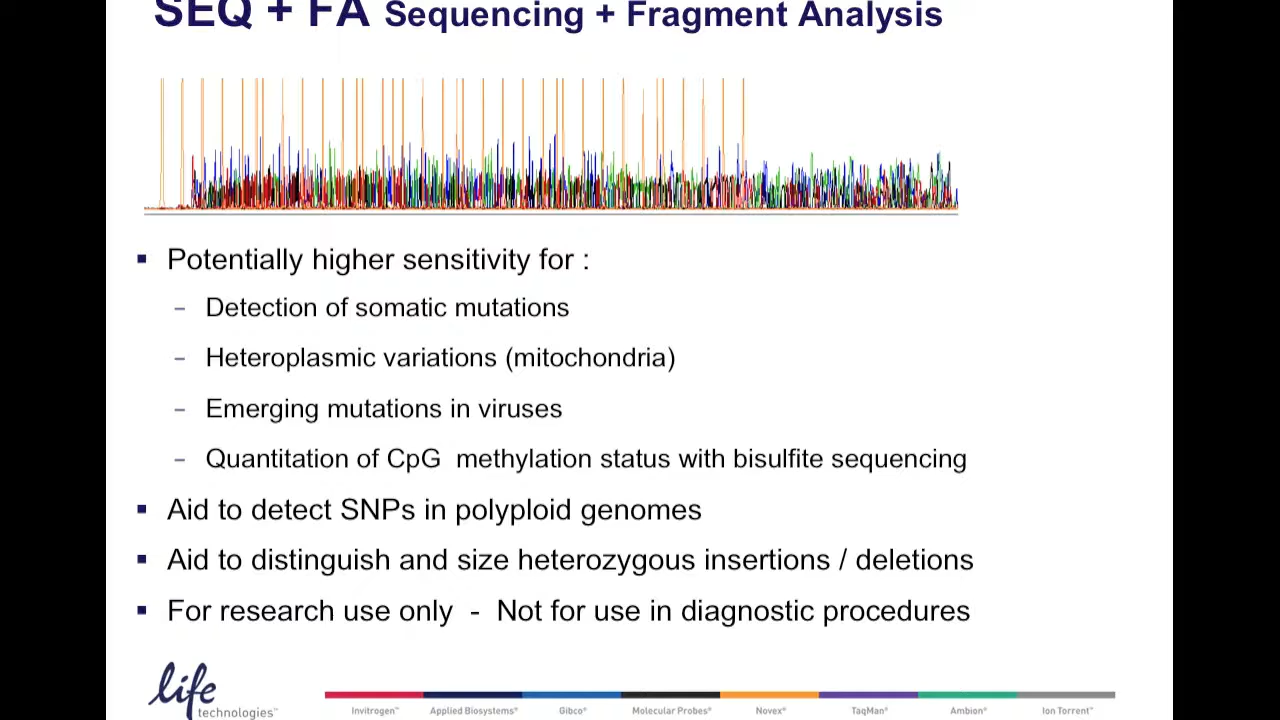 SEQ + FA Sequencing + Fragment Analysis
▪ Potentially higher sensitivity for :
– Detection of somatic mutations
– Heteroplasmic variations (mitochondria)
– Emerging mutations in viruses
– Quantitation of CpG methylation status with bisulfite sequencing
▪ Aid to detect SNPs in polyploid genomes
▪ Aid to distinguish and size heterozygous insertions / deletions
▪ For research use only - Not for use in diagnostic procedures
life technologies™
Invitrogen™ Applied Biosystems® Gibco® Molecular Probes® Novex® TaqMan® Ambion® Ion Torrent™